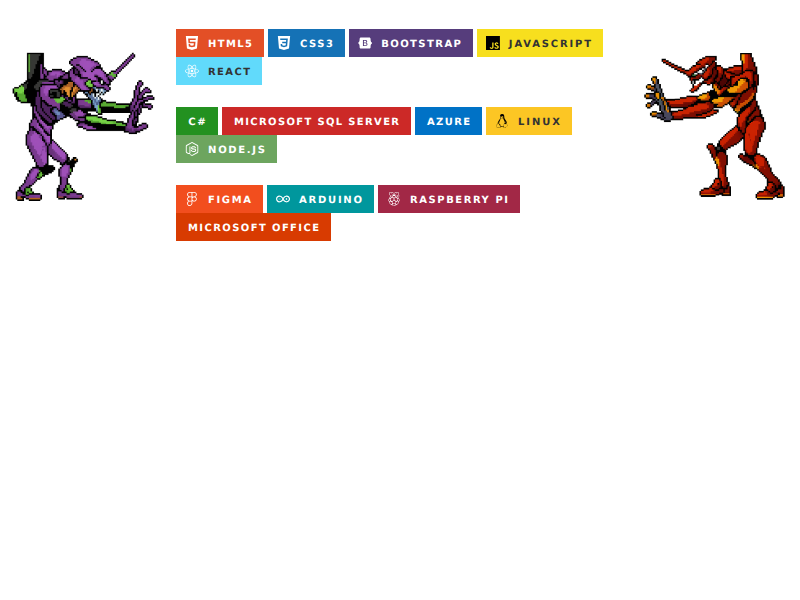 HTML5 CSS3 BOOTSTRAP JAVASCRIPT
REACT
C# MICROSOFT SQL SERVER AZURE LINUX
NODE.JS
FIGMA ARDUINO RASPBERRY PI
MICROSOFT OFFICE